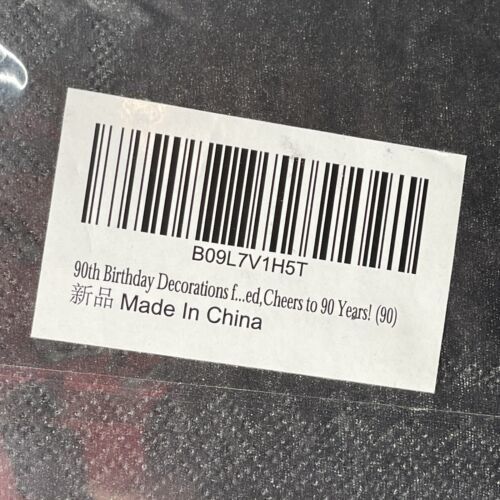 B09L7V1H5T
90th Birthday Decorations f...ed,Cheers to 90 Years! (90)
新品 Made In China